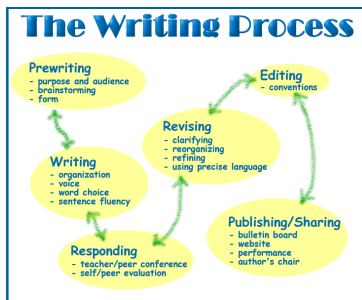 The Writing Process
Prewriting
- purpose and audience
- brainstorming
- form
Writing
- organization
- voice
- word choice
- sentence fluency
Responding
- teacher/peer conference
- self/peer evaluation
Revising
- clarifying
- reorganizing
- refining
- using precise language
Editing
- conventions
Publishing/Sharing
- bulletin board
- website
- performance
- author's chair